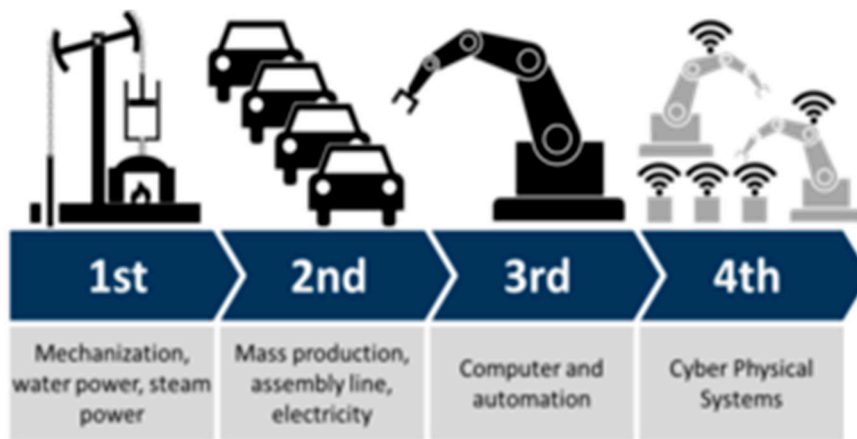 1st
2nd
3rd
4th
Mechanization,
water power, steam
power
Mass production,
assembly line,
electricity
Computer and
automation
Cyber Physical
Systems